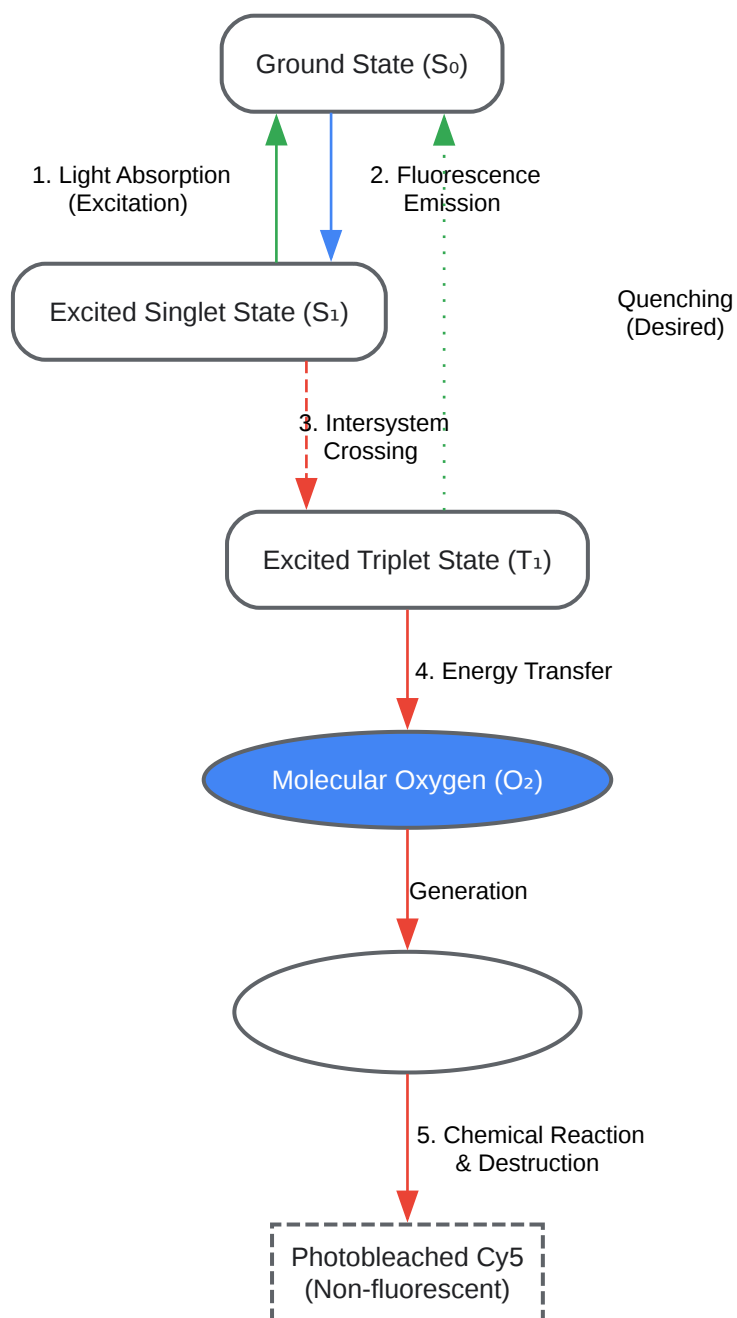 Ground State (S₀)
1. Light Absorption
(Excitation)
2. Fluorescence
Emission
Excited Singlet State (S₁)
Quenching
(Desired)
3. Intersystem
Crossing
Excited Triplet State (T₁)
4. Energy Transfer
Molecular Oxygen (O₂)
Generation
5. Chemical Reaction
& Destruction
Photobleached Cy5
(Non-fluorescent)